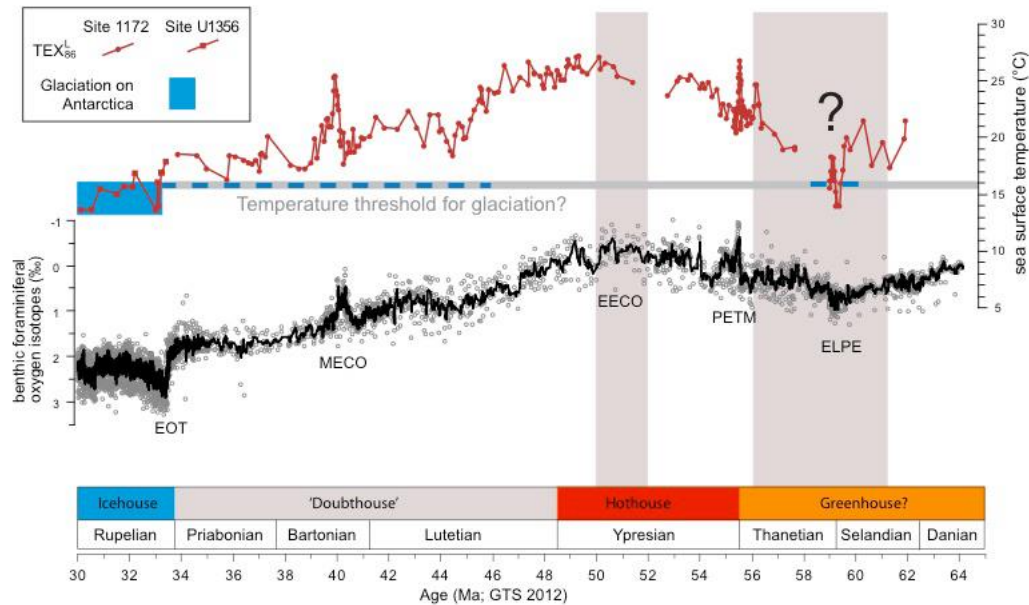 Site 1172 Site U1356
TEX86L
Glaciation on
Antarctica
30
25
20
15
10
5
sea surface temperature (°C)
?
Temperature threshold for glaciation?
-1
0
1
2
3
benthic foraminiferal
oxygen isotopes (‰)
EECO
PETM
MECO
ELPE
EOT
Icehouse 'Doubthouse' Hothouse Greenhouse?
Rupelian Priabonian Bartonian Lutetian Ypresian Thanetian Selandian Danian
30 32 34 36 38 40 42 44 46 48 50 52 54 56 58 60 62 64
Age (Ma; GTS 2012)